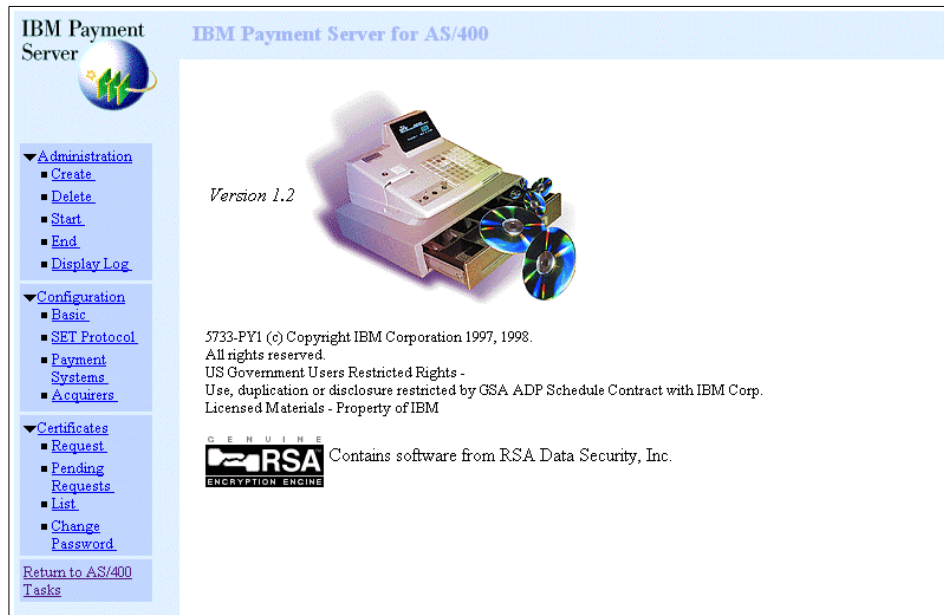 IBM Payment
Server
IBM Payment Server for AS/400
Administration
Create
Delete
Start
End
Display Log
Configuration
Basic
SET Protocol
Payment
Systems
Acquirers
Certificates
Request
Pending
Requests
List
Change
Password
Return to AS/400
Tasks
Version 1.2
5733-PY1 (c) Copyright IBM Corporation 1997, 1998.
All rights reserved.
US Government Users Restricted Rights -
Use, duplication or disclosure restricted by GSA ADP Schedule Contract with IBM Corp.
Licensed Materials - Property of IBM
GENUINE
RSA
ENCRYPTION ENGINE
Contains software from RSA Data Security, Inc.